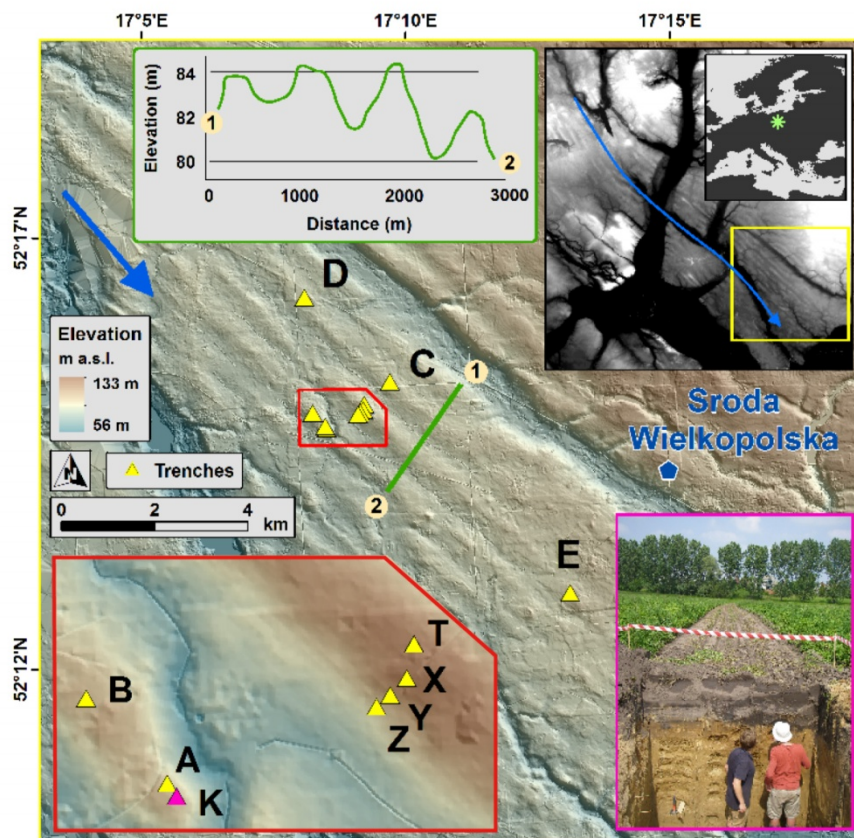 17°5'E
17°10'E
17°15'E
52°17'N
52°12'N
Elevation (m)
84
82
80
1
2
0
1000
2000
3000
Distance (m)
D
C
1
2
Elevation
m a.s.l.
133 m
56 m
N
Trenches
0
2
4
km
Środa
Wielkopolska
E
B
A
K
T
X
Y
Z